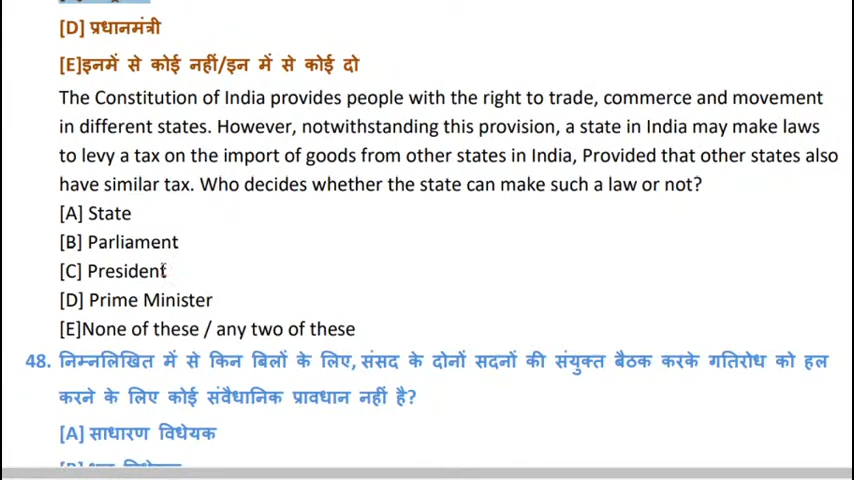 [D] प्रधानमंत्री
[E]इनमें से कोई नहीं/इन में से कोई दो
The Constitution of India provides people with the right to trade, commerce and movement
in different states. However, notwithstanding this provision, a state in India may make laws
to levy a tax on the import of goods from other states in India, Provided that other states also
have similar tax. Who decides whether the state can make such a law or not?
[A] State
[B] Parliament
[C] President
[D] Prime Minister
[E]None of these / any two of these
48. निम्नलिखित में से किन बिलों के लिए, संसद के दोनों सदनों की संयुक्त बैठक करके गतिरोध को हल
करने के लिए कोई संवैधानिक प्रावधान नहीं है?
[A] साधारण विधेयक